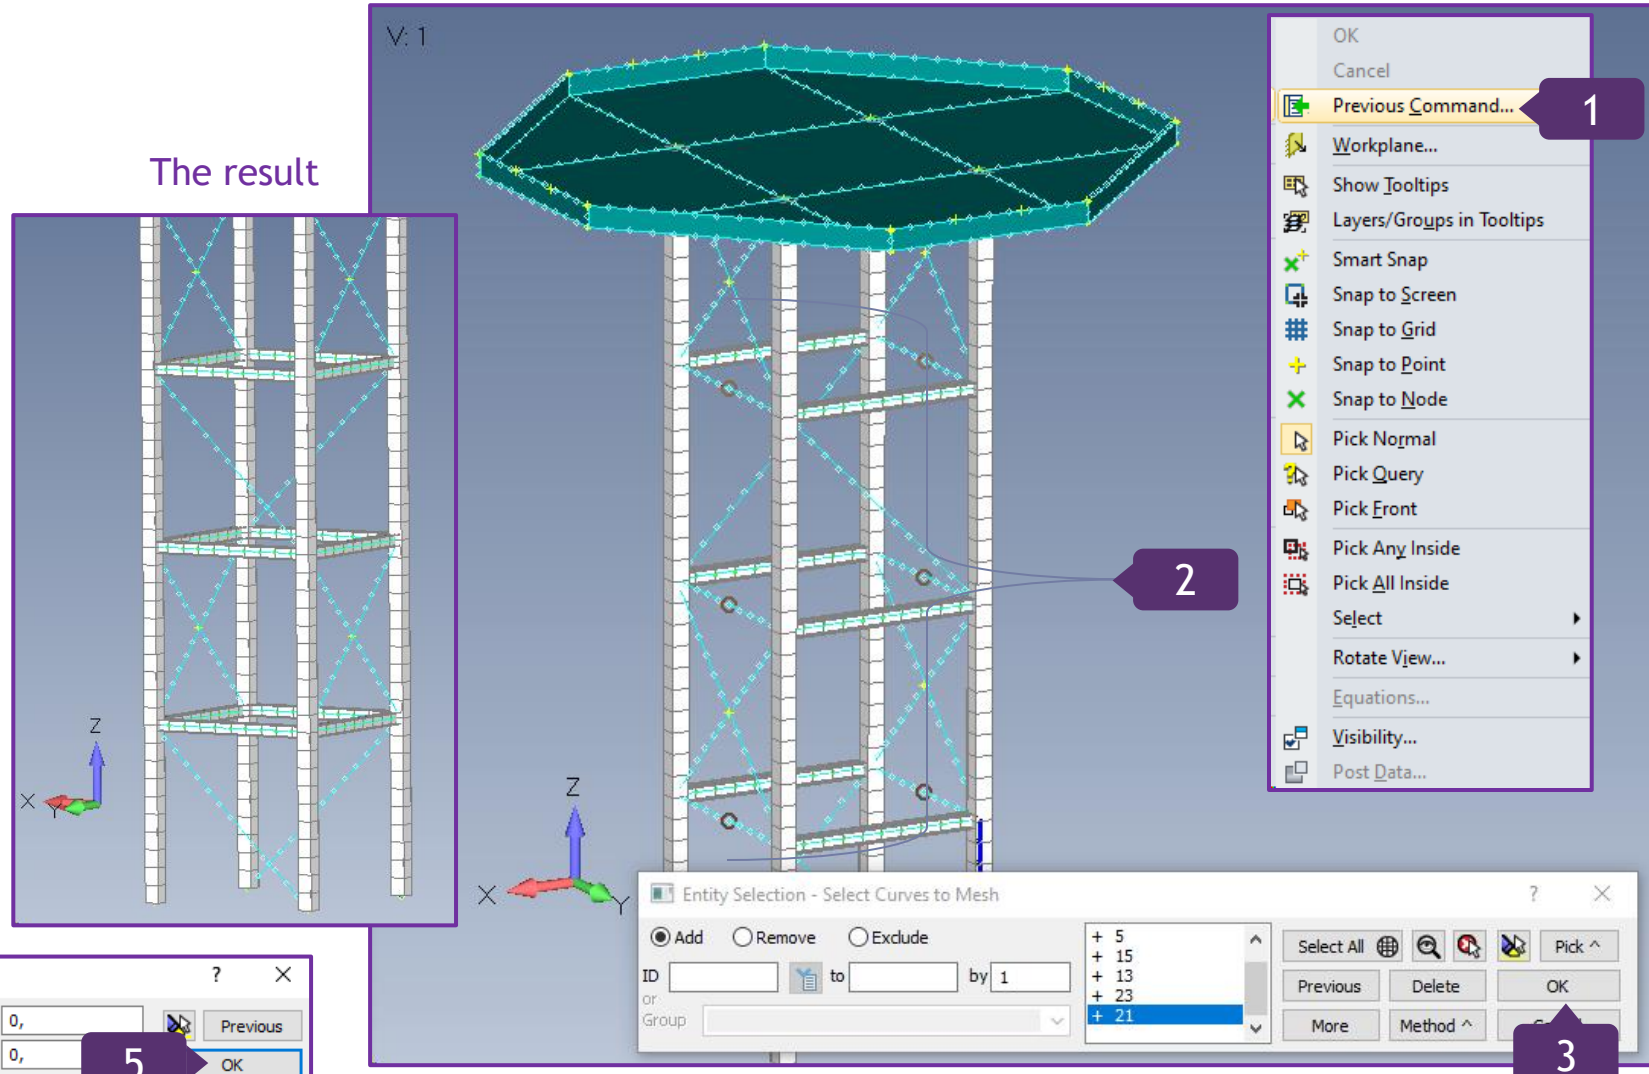 V: 1
The result
Z
X
Y
Z
X
Y
OK
Cancel
Previous Command...
1
Workplane...
Show Tooltips
Layers/Groups in Tooltips
Smart Snap
Snap to Screen
Snap to Grid
Snap to Point
Snap to Node
Pick Normal
Pick Query
Pick Front
Pick Any Inside
Pick All Inside
Select
Rotate View...
Equations...
Visibility...
Post Data...
2
Entity Selection - Select Curves to Mesh
? ×
Add Remove Exclude
ID to by 1
or
Group
+ 5
+ 15
+ 13
+ 23
+ 21
Select All Pick ^
Previous Delete OK
More Method ^
3
? ×
0, Previous
0, OK
5